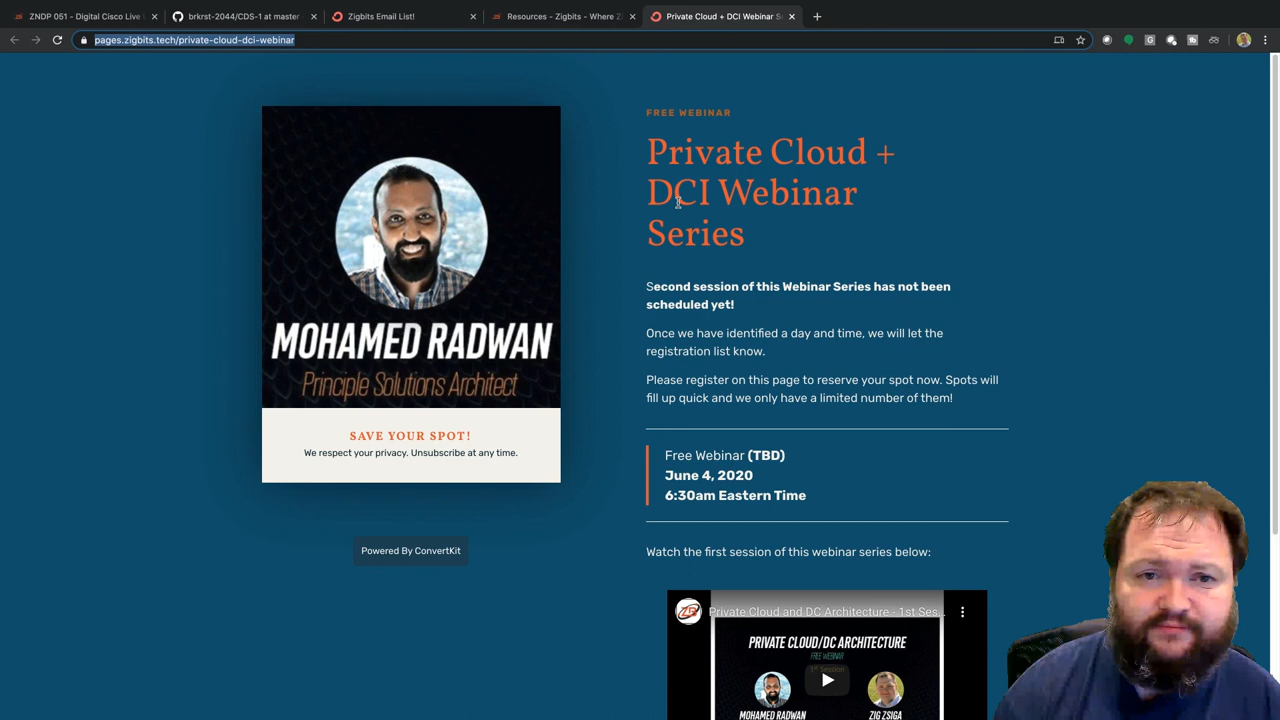 ZNDP 051 - Digital Cisco Live
brkrst-2044/CDS-1 at master
Zigbits Email List!
Resources - Zigbits - Where Z
Private Cloud + DCI Webinar S
pages.zigbits.tech/private-cloud-dci-webinar
MOHAMED RADWAN
Principle Solutions Architect
SAVE YOUR SPOT!
We respect your privacy. Unsubscribe at any time.
Powered By ConvertKit
FREE WEBINAR
Private Cloud +
DCI Webinar
Series
Second session of this Webinar Series has not been
scheduled yet!
Once we have identified a day and time, we will let the
registration list know.
Please register on this page to reserve your spot now. Spots will
fill up quick and we only have a limited number of them!
Free Webinar (TBD)
June 4, 2020
6:30am Eastern Time
Watch the first session of this webinar series below:
Private Cloud and DC Architecture - 1st Ses...
PRIVATE CLOUD/DC ARCHITECTURE
FREE WEBINAR
1st Session
MOHAMED RADWAN
ZIG ZSIGA